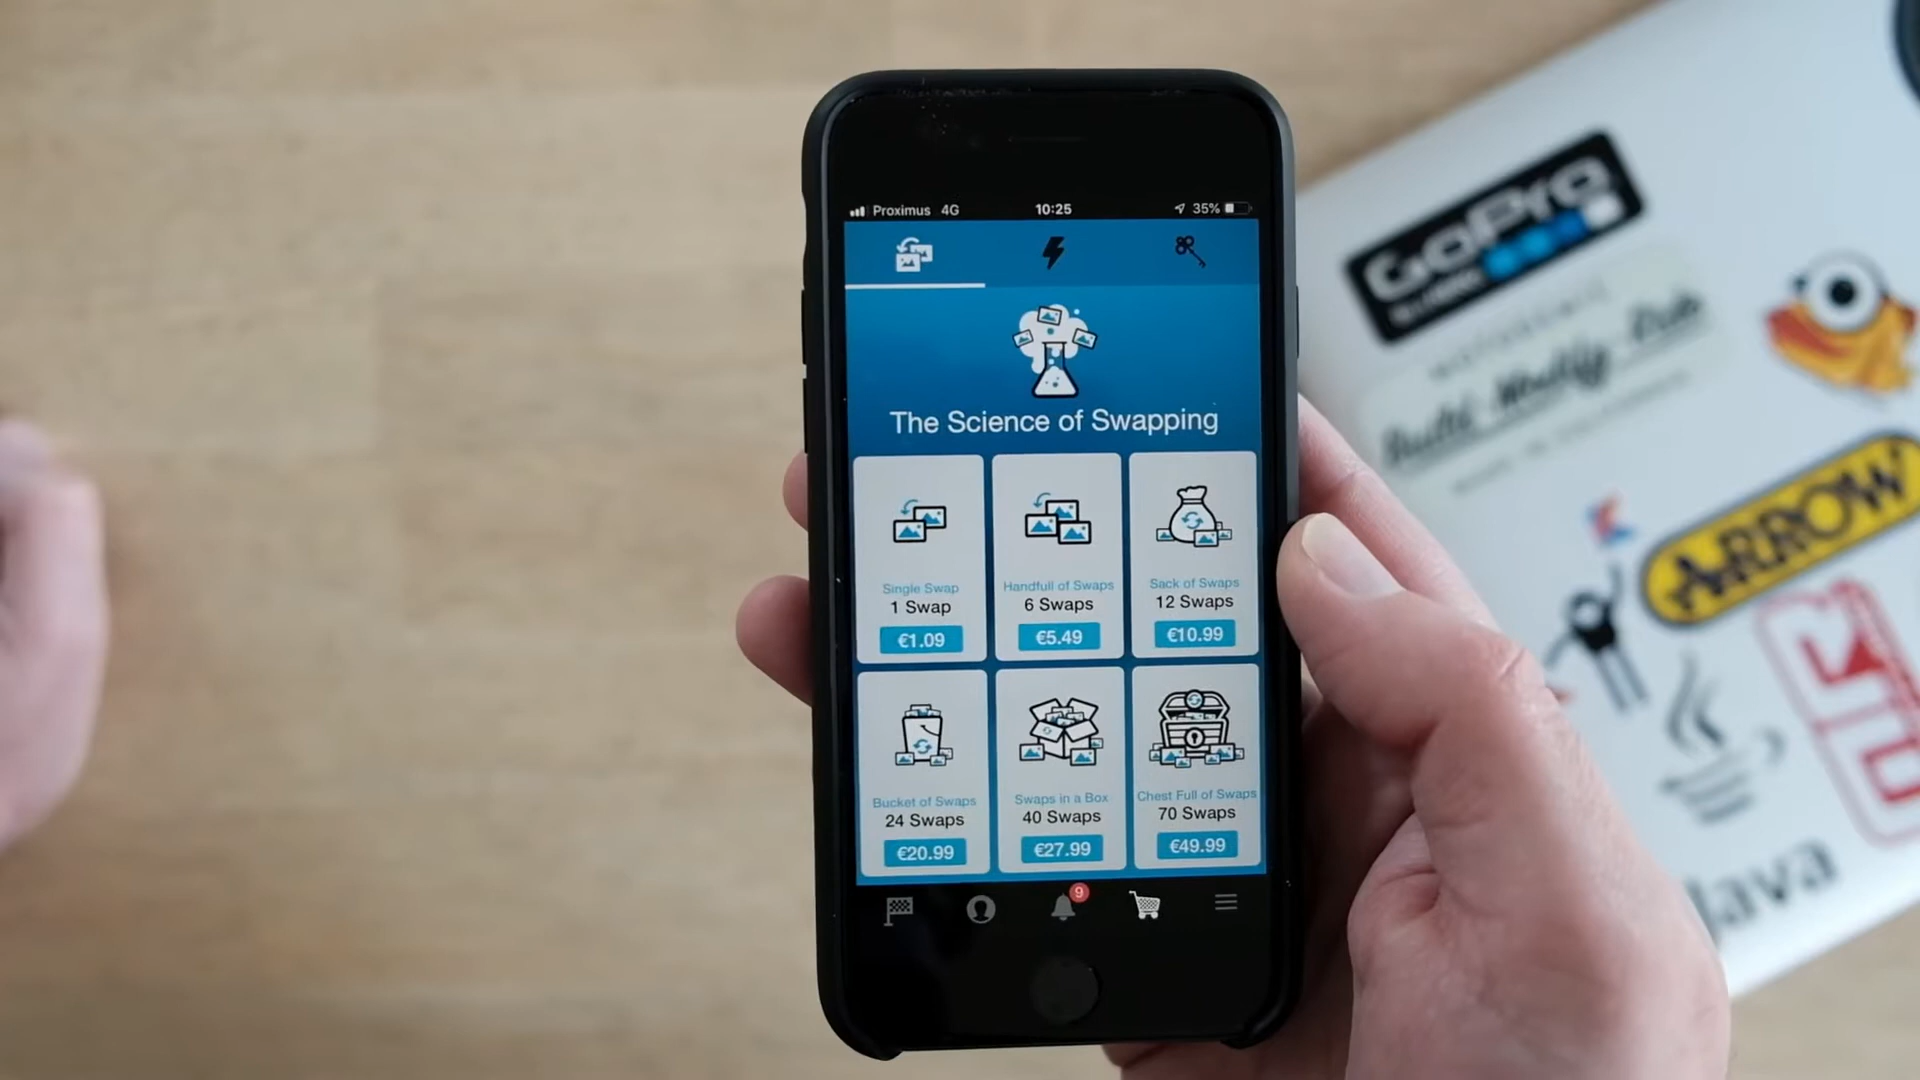 Proximus 4G 10:25 35%
The Science of Swapping
Single Swap
1 Swap
€1.09
Handfull of Swaps
6 Swaps
€5.49
Sack of Swaps
12 Swaps
€10.99
Bucket of Swaps
24 Swaps
€20.99
Swaps in a Box
40 Swaps
€27.99
Chest Full of Swaps
70 Swaps
€49.99
9
GoPro
Build Modify
ARROW
Java